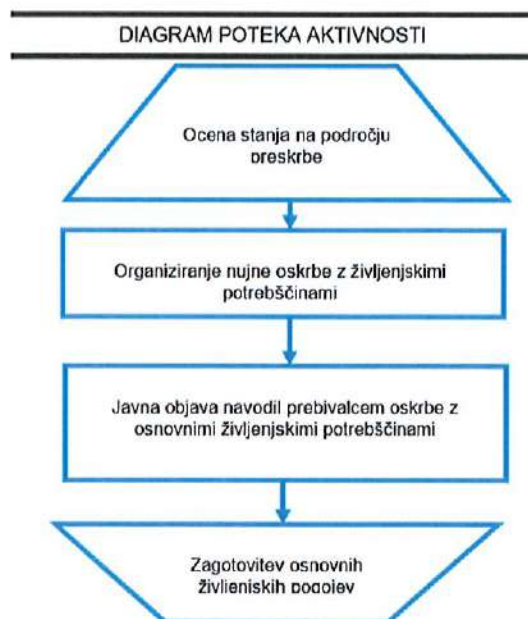 DIAGRAM POTEKA AKTIVNOSTI
Ocena stanja na področju
preskrbe
Organiziranje nujne oskrbe z življenjskimi
potrebščinami
Javna objava navodil prebivalcem oskrbe z
osnovnimi življenjskimi potrebščinami
Zagotovitev osnovnih
življenjskih pogojev